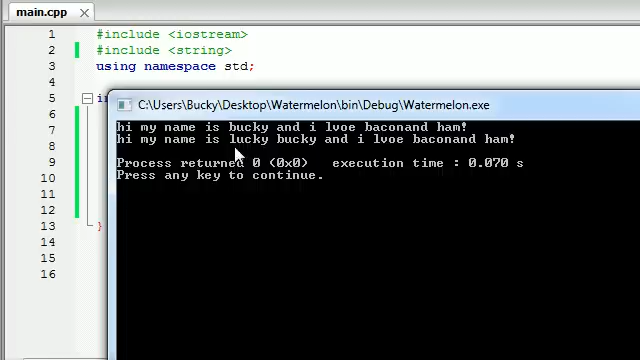 main.cpp
1 #include <iostream>
2 #include <string>
3 using namespace std;
4
5 in
6
7
8
9
10
11
12
13 }
14
15
16
C:\Users\Bucky\Desktop\Watermelon\bin\Debug\Watermelon.exe
hi my name is bucky and i lvoe baconand ham!
hi my name is lucky bucky and i lvoe baconand ham!
Process returned 0 (0x0)   execution time : 0.070 s
Press any key to continue.